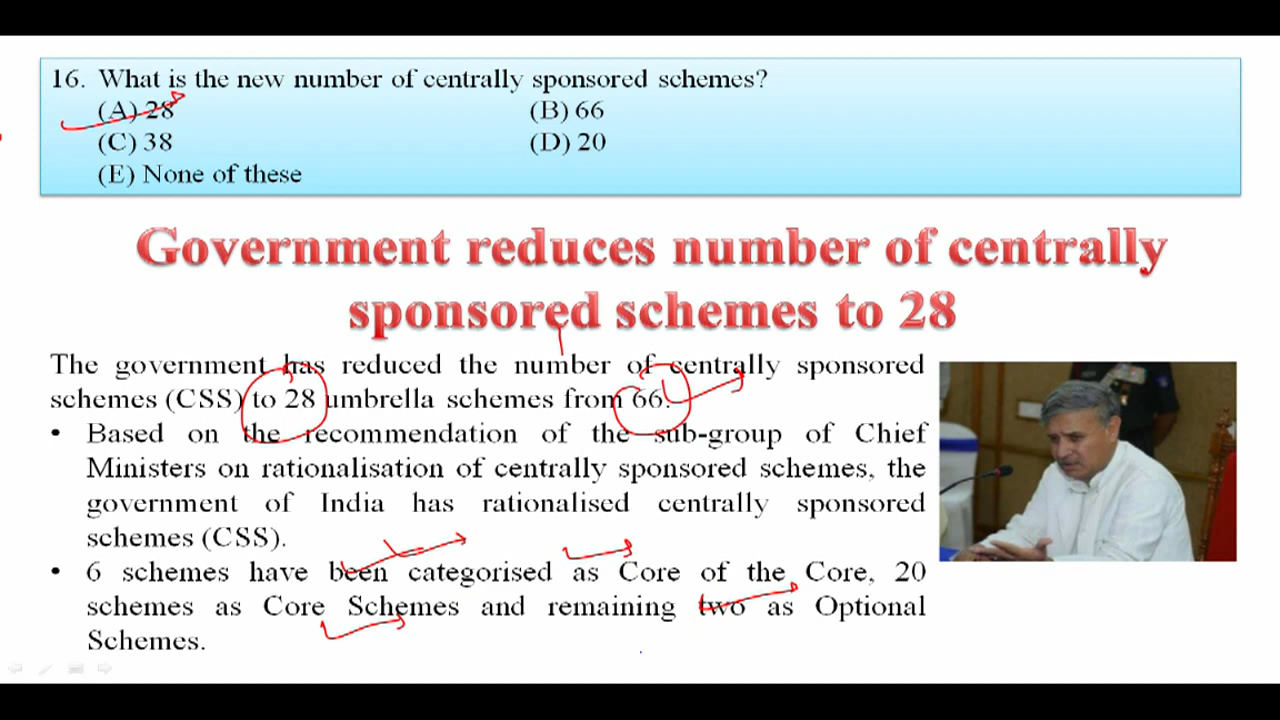 16. What is the new number of centrally sponsored schemes?
(A) 28 (B) 66
(C) 38 (D) 20
(E) None of these
Government reduces number of centrally
sponsored schemes to 28
The government has reduced the number of centrally sponsored
schemes (CSS) to 28 umbrella schemes from 66.
• Based on the recommendation of the sub-group of Chief
Ministers on rationalisation of centrally sponsored schemes, the
government of India has rationalised centrally sponsored
schemes (CSS).
• 6 schemes have been categorised as Core of the Core, 20
schemes as Core Schemes and remaining two as Optional
Schemes.